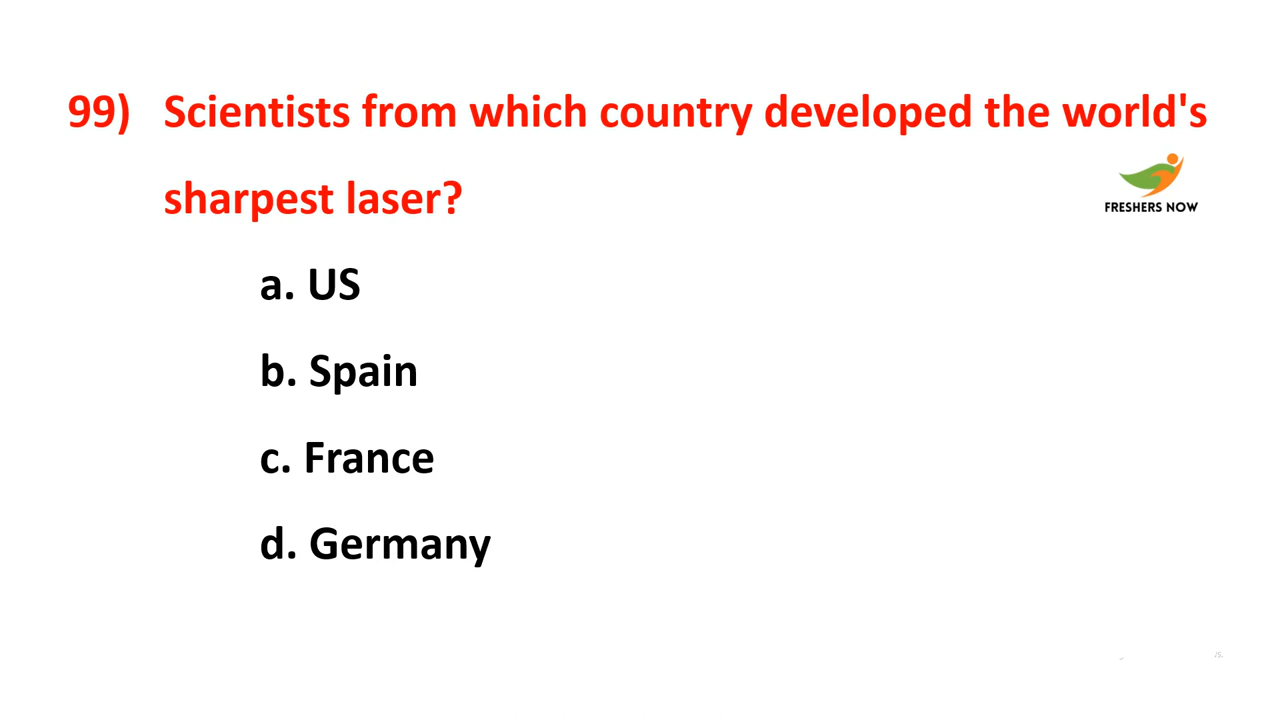 99) Scientists from which country developed the world's
sharpest laser?
FRESHERS NOW
a. US
b. Spain
c. France
d. Germany